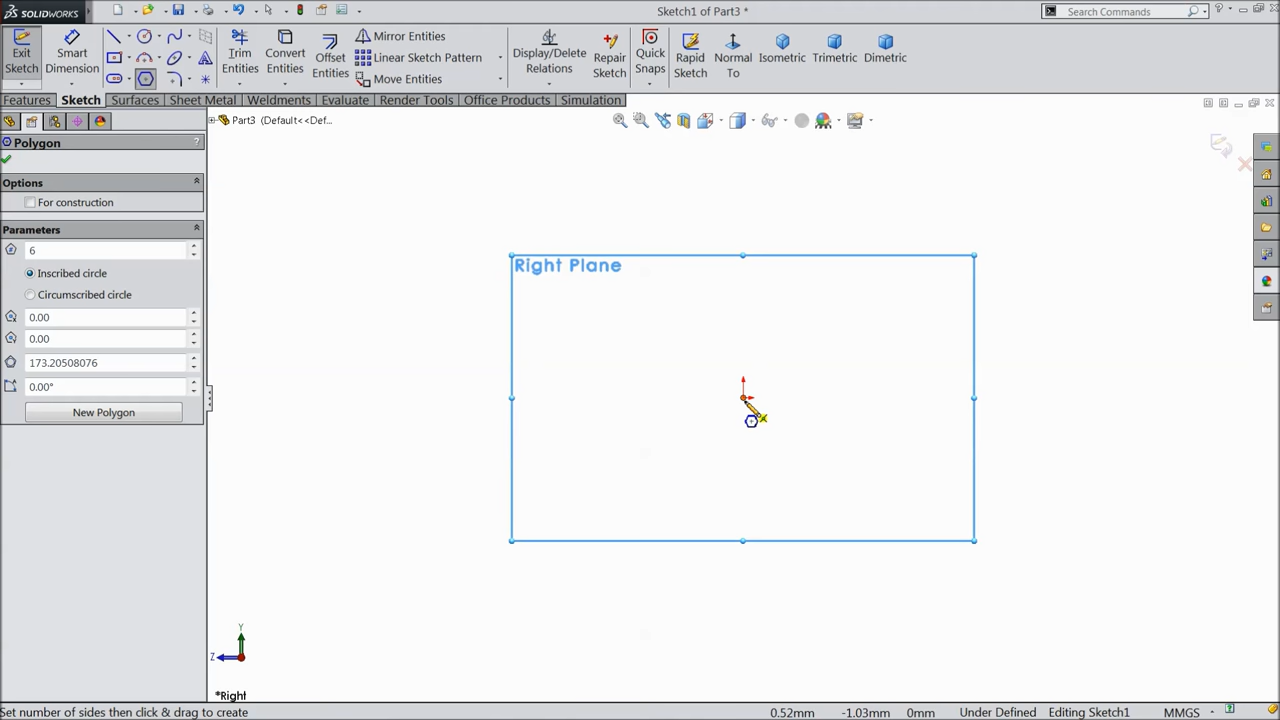 SOLIDWORKS
Sketch1 of Part3 *
Search Commands
?
Exit Sketch
Smart Dimension
Trim Entities
Convert Entities
Offset Entities
Mirror Entities
Linear Sketch Pattern
Move Entities
Display/Delete Relations
Repair Sketch
Quick Snaps
Rapid Sketch
Normal To
Isometric
Trimetric
Dimetric
Features Sketch Surfaces Sheet Metal Weldments Evaluate Render Tools Office Products Simulation
Part3 (Default<<Def...
Polygon ?
Options
For construction
Parameters
6
Inscribed circle
Circumscribed circle
0.00
0.00
173.20508076
0.00°
New Polygon
Right Plane
Y
Z
*Right
Set number of sides then click & drag to create 0.52mm -1.03mm 0mm Under Defined Editing Sketch1 MMGS ?